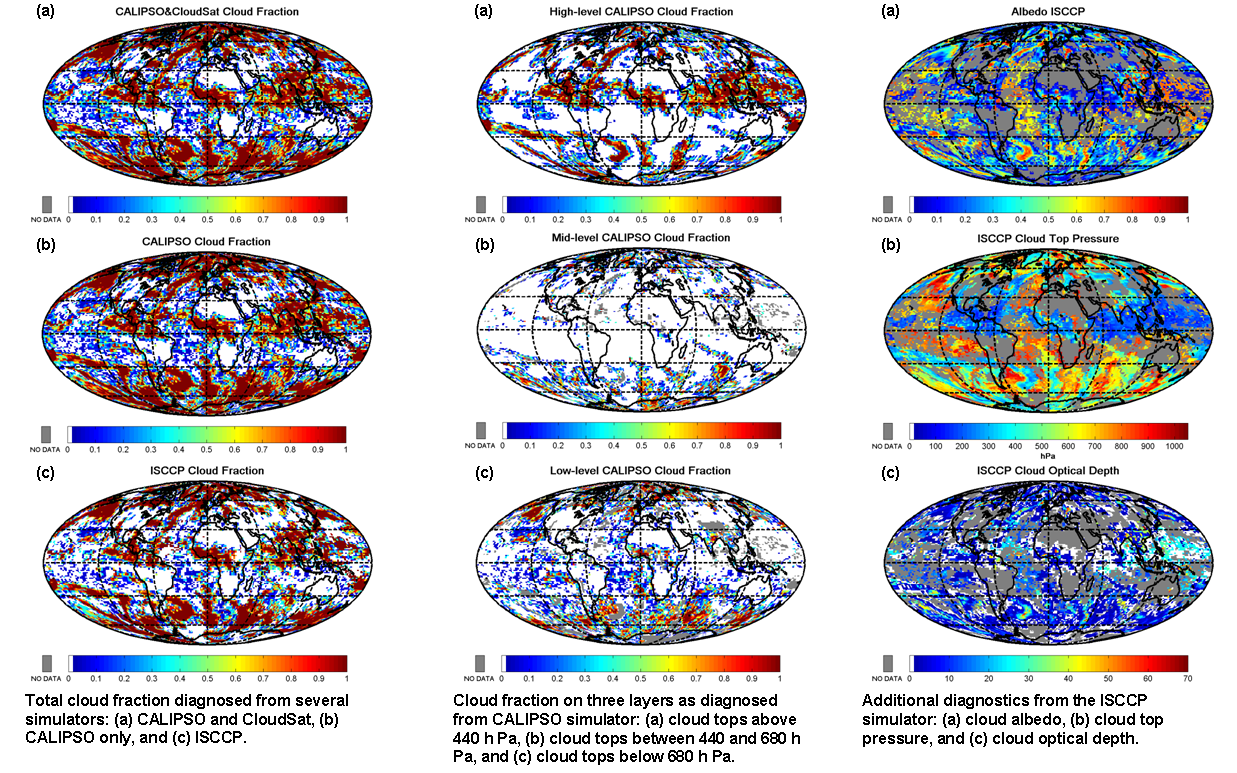 (a)
CALIPSO&CloudSat Cloud Fraction
NO DATA 0 0.1 0.2 0.3 0.4 0.5 0.6 0.7 0.8 0.9 1
(b)
CALIPSO Cloud Fraction
NO DATA 0 0.1 0.2 0.3 0.4 0.5 0.6 0.7 0.8 0.9 1
(c)
ISCCP Cloud Fraction
NO DATA 0 0.1 0.2 0.3 0.4 0.5 0.6 0.7 0.8 0.9 1
Total cloud fraction diagnosed from several
simulators: (a) CALIPSO and CloudSat, (b)
CALIPSO only, and (c) ISCCP.
(a)
High-level CALIPSO Cloud Fraction
NO DATA 0 0.1 0.2 0.3 0.4 0.5 0.6 0.7 0.8 0.9 1
(b)
Mid-level CALIPSO Cloud Fraction
NO DATA 0 0.1 0.2 0.3 0.4 0.5 0.6 0.7 0.8 0.9 1
(c)
Low-level CALIPSO Cloud Fraction
NO DATA 0 0.1 0.2 0.3 0.4 0.5 0.6 0.7 0.8 0.9 1
Cloud fraction on three layers as diagnosed
from CALIPSO simulator: (a) cloud tops above
440 h Pa, (b) cloud tops between 440 and 680 h
Pa, and (c) cloud tops below 680 h Pa.
(a)
Albedo ISCCP
NO DATA 0 0.1 0.2 0.3 0.4 0.5 0.6 0.7 0.8 0.9 1
(b)
ISCCP Cloud Top Pressure
NO DATA 0 100 200 300 400 500 600 700 800 900 1000
hPa
(c)
ISCCP Cloud Optical Depth
NO DATA 0 10 20 30 40 50 60 70
Additional diagnostics from the ISCCP
simulator: (a) cloud albedo, (b) cloud top
pressure, and (c) cloud optical depth.